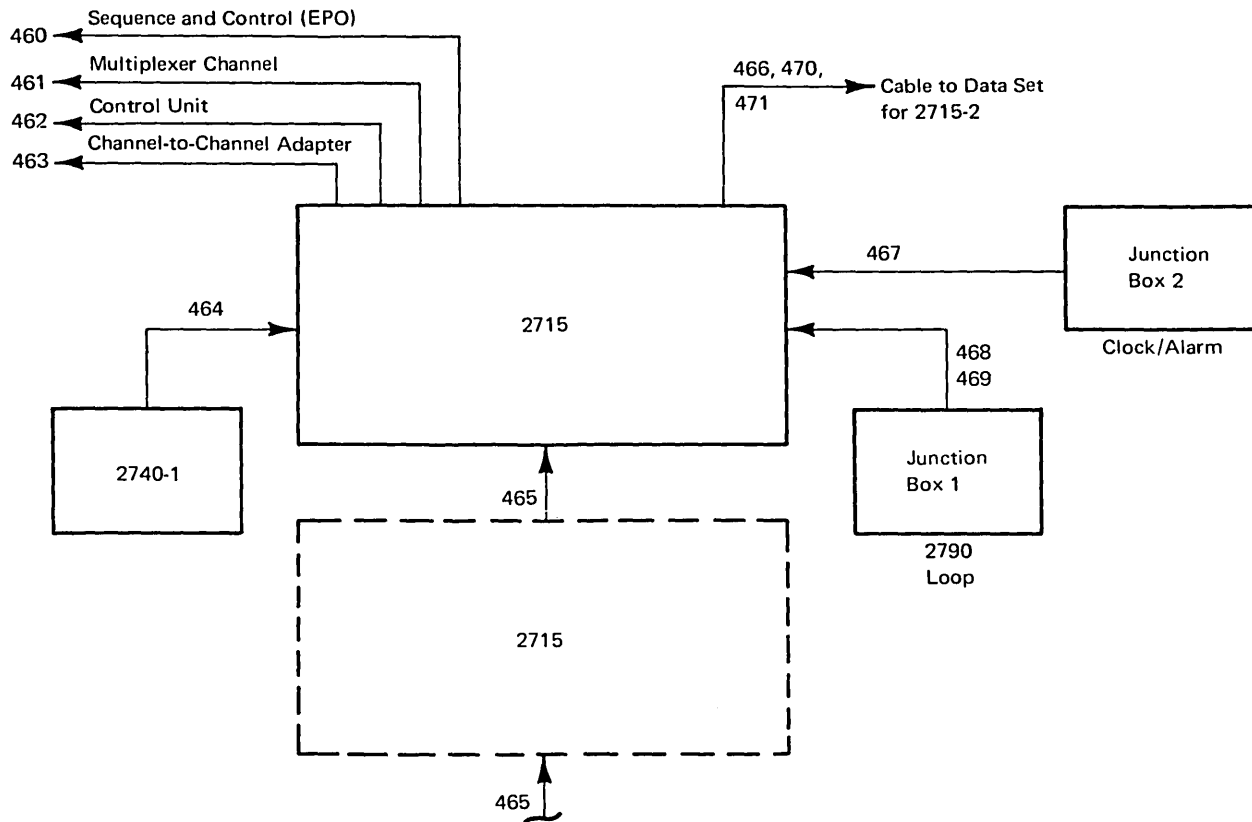 Sequence and Control (EPO)
460
Multiplexer Channel
461
Control Unit
462
Channel-to-Channel Adapter
463
466, 470,
471
Cable to Data Set
for 2715-2
467
Junction
Box 2
Clock/Alarm
464
2715
468
469
2740-1
Junction
Box 1
2790
Loop
465
2715
465